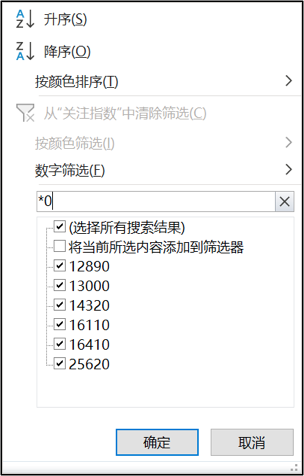 升序(S)
降序(O)
按颜色排序(T)
从"关注指数"中清除筛选(C)
按颜色筛选(I)
数字筛选(F)
*0
(选择所有搜索结果)
将当前所选内容添加到筛选器
12890
13000
14320
16110
16410
25620
确定 取消